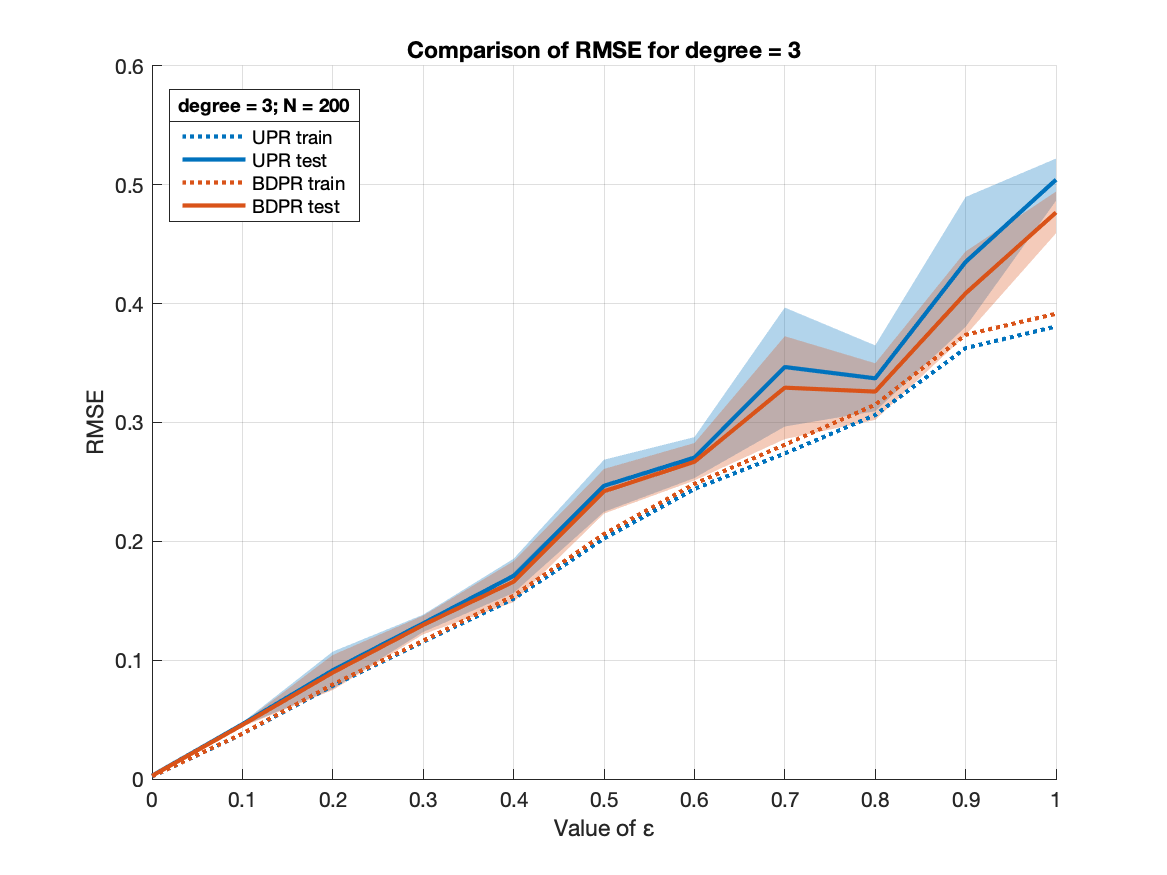 Comparison of RMSE for degree = 3
0.6
0.5
0.4
0.3
0.2
0.1
0
RMSE
degree = 3; N = 200
UPR train
UPR test
BDPR train
BDPR test
0 0.1 0.2 0.3 0.4 0.5 0.6 0.7 0.8 0.9 1
Value of ε